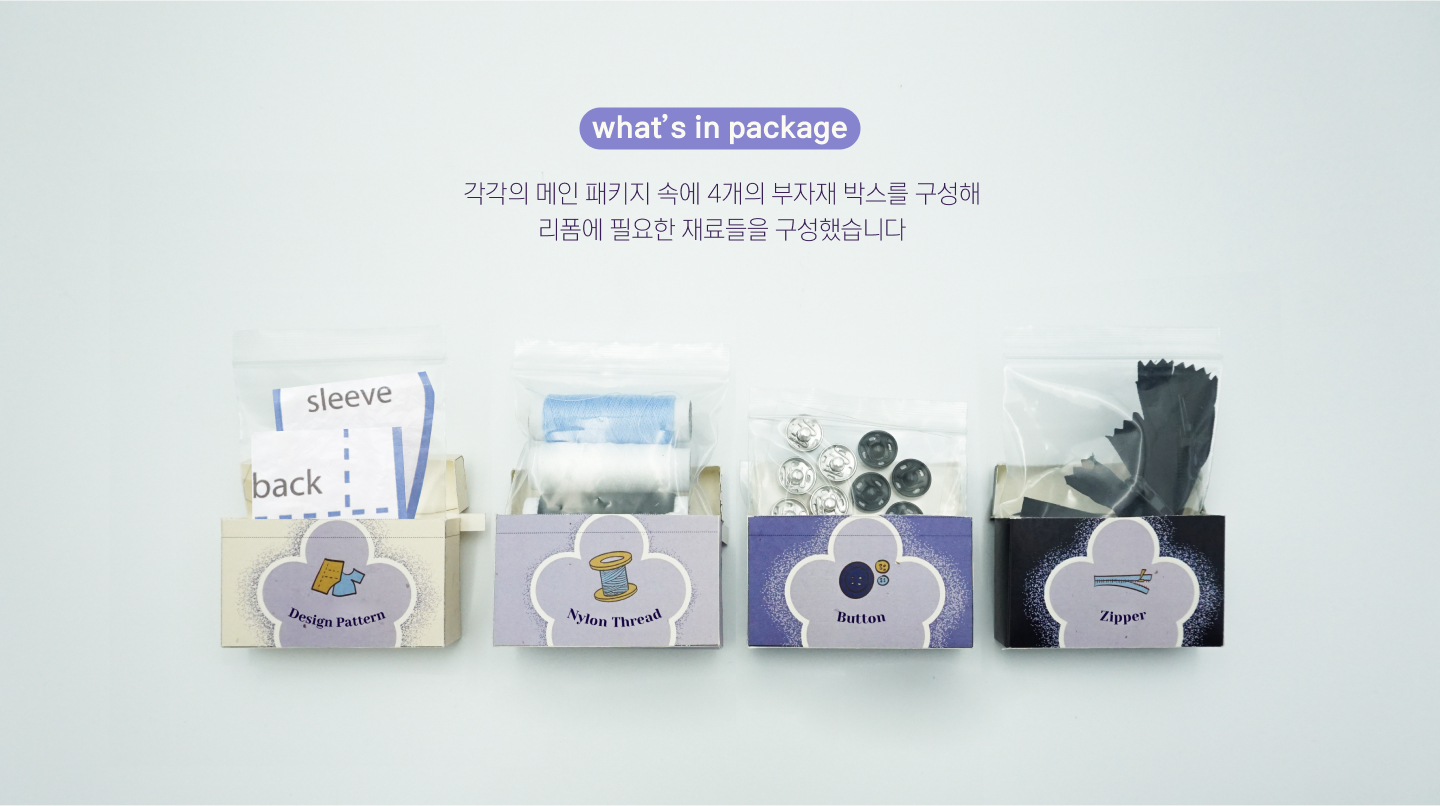 what's in package
각각의 메인 패키지 속에 4개의 부자재 박스를 구성해
리폼에 필요한 재료들을 구성했습니다
sleeve
back
Design Pattern
Nylon Thread
Button
Zipper